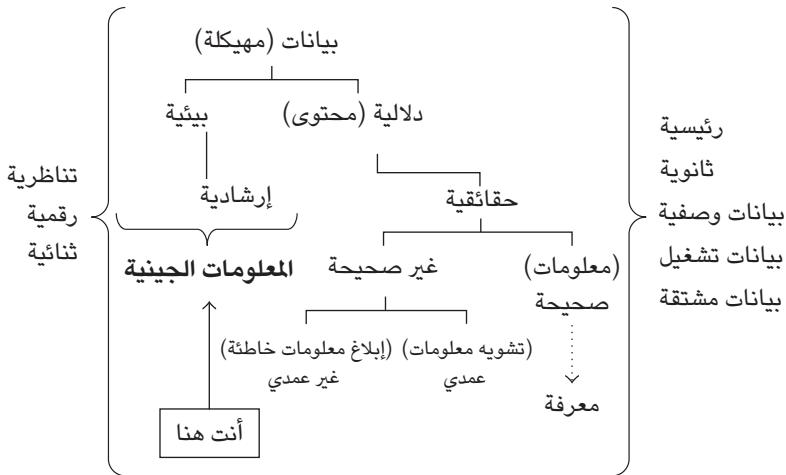 بيانات (مهيكلة)
دلالية (محتوى)
بيئية
رئيسية
ثانوية
بيانات وصفية
بيانات تشغيل
بيانات مشتقة
تناظرية
رقمية
ثنائية
حقائقية
إرشادية
(معلومات)
صحيحة
غير صحيحة
المعلومات الجينية
(تشويه معلومات)
عمدي
(إبلاغ معلومات خاطئة)
غير عمدي
معرفة
أنت هنا